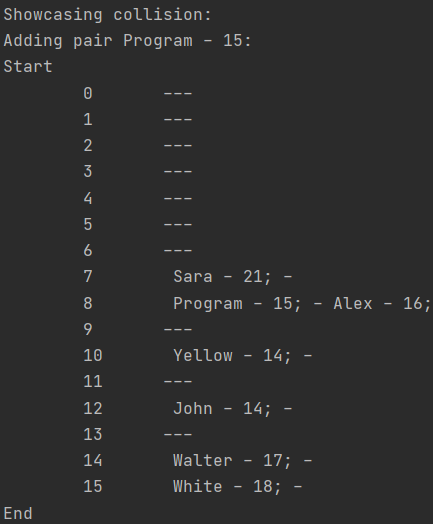 Showcasing collision:
Adding pair Program - 15:
Start
0 ---
1 ---
2 ---
3 ---
4 ---
5 ---
6 ---
7 Sara - 21; -
8 Program - 15; - Alex - 16;
9 ---
10 Yellow - 14; -
11 ---
12 John - 14; -
13 ---
14 Walter - 17; -
15 White - 18; -
End